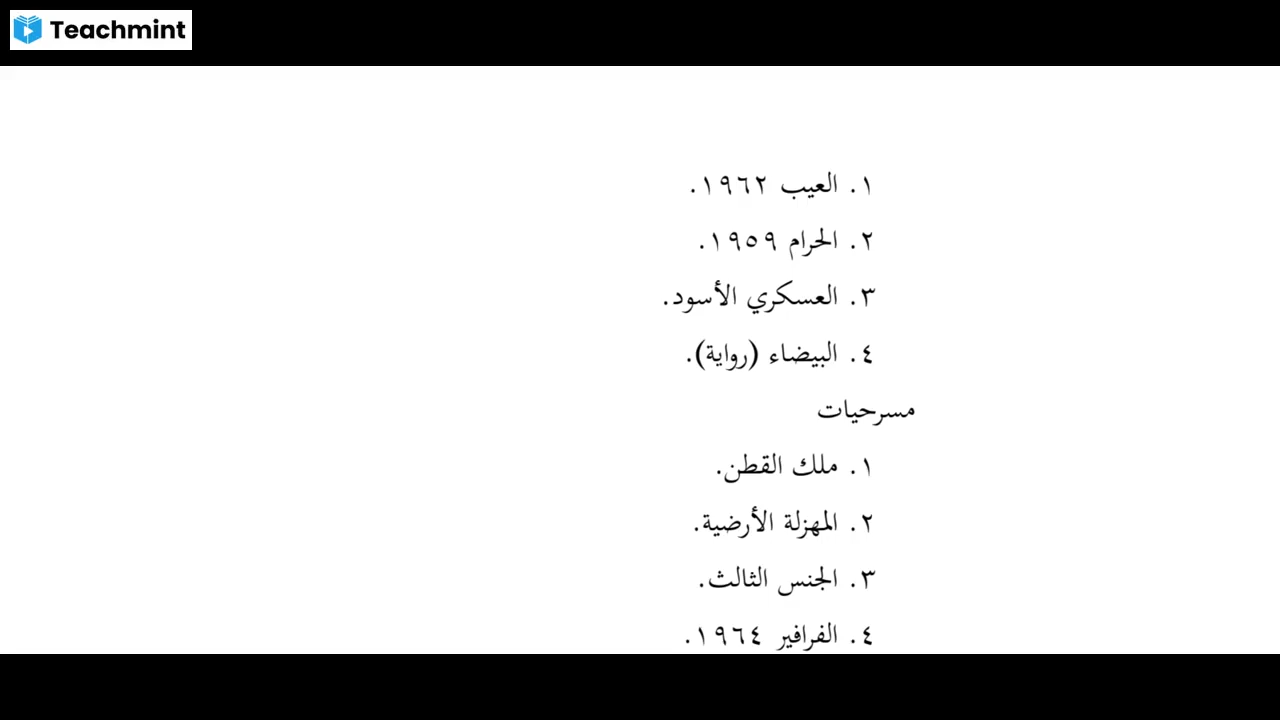 Teachmint
١. العيب ١٩٦٢.
٢. الحرام ١٩٥٩.
٣. العسكري الأسود.
٤. البيضاء (رواية).
مسرحيات
١. ملك القطن.
٢. المهزلة الأرضية.
٣. الجنس الثالث.
٤. الفرافير ١٩٦٤.